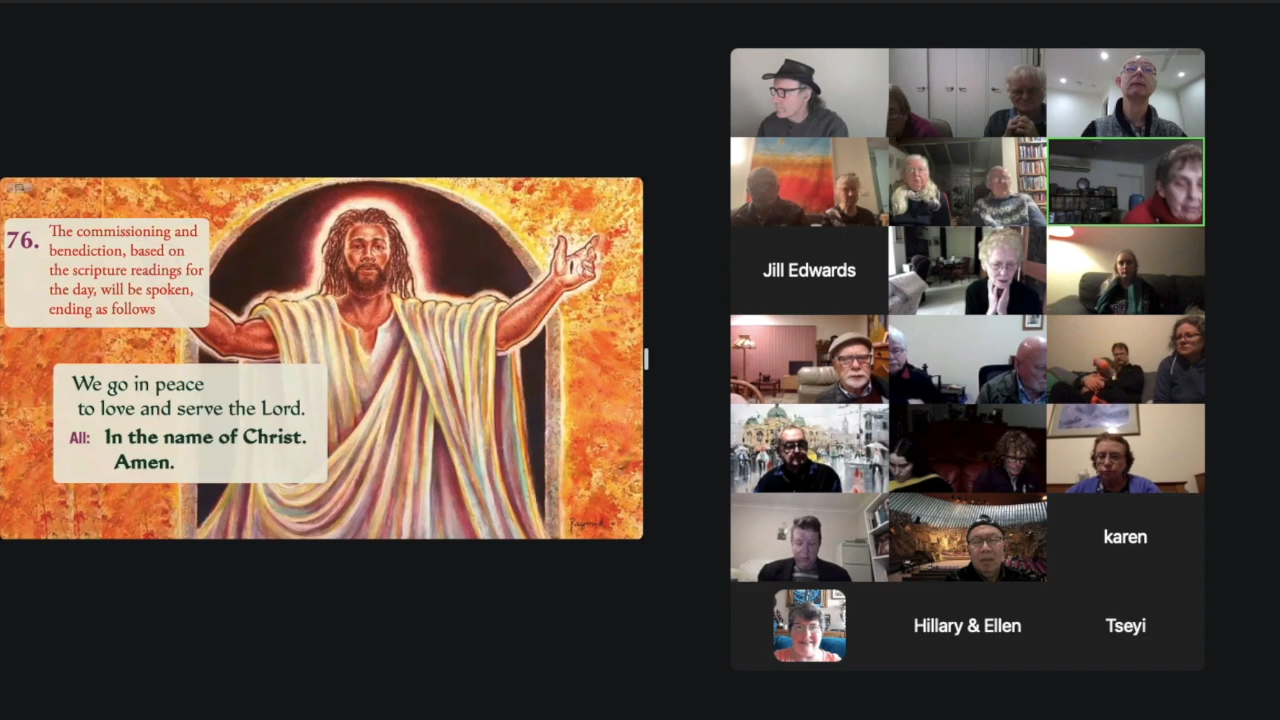 76.
The commissioning and
benediction, based on
the scripture readings for
the day, will be spoken,
ending as follows
We go in peace
to love and serve the Lord.
All: In the name of Christ.
Amen.
Jill Edwards
karen
Hillary & Ellen
Tseyi